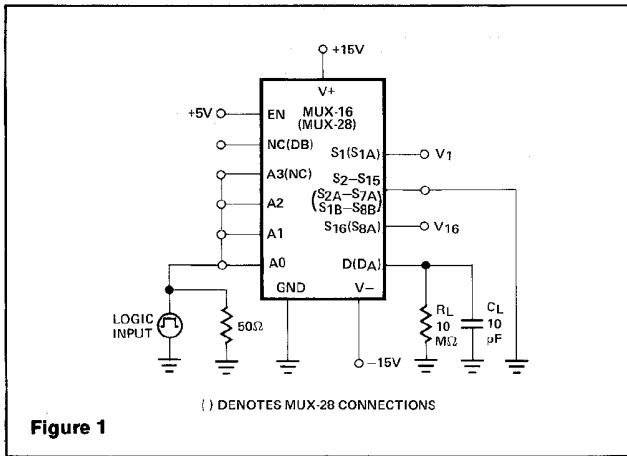 +15V
V+
MUX-16
(MUX-28)
+5V
EN
NC(DB)
A3(NC)
A2
A1
A0
S1(S1A)
V1
S2–S15
(S2A–S7A)
(S1B–S8B)
S16(S8A)
V16
D(DA)
GND
V–
LOGIC
INPUT
50Ω
RL
10
MΩ
CL
10
pF
–15V
( ) DENOTES MUX-28 CONNECTIONS
Figure 1